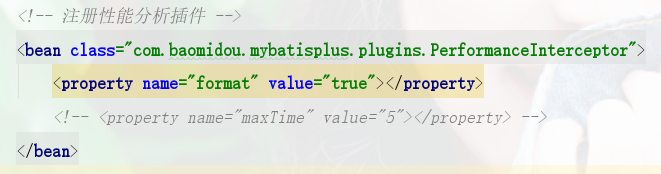 <!-- 注册性能分析插件 -->
<bean class="com.baomidou.mybatisplus.plugins.PerformanceInterceptor">
<property name="format" value="true"></property>
<!-- <property name="maxTime" value="5"></property> -->
</bean>